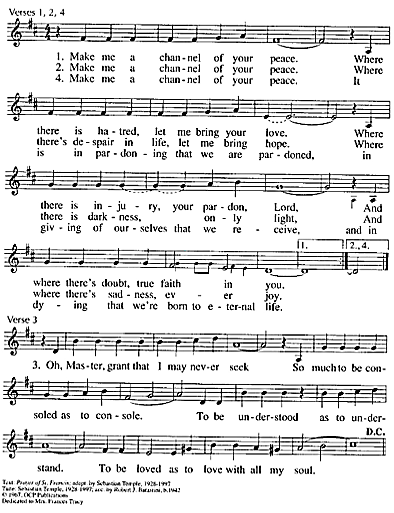 Verses 1, 2, 4
1. Make me a chan-nel of your peace. Where
2. Make me a chan-nel of your peace. Where
4. Make me a chan-nel of your peace. It
there is ha-tred, let me bring your love. Where
there's de-spair in life, let me bring hope. Where
is in par-don-ing that we are par-doned, in
there is in-ju-ry, your par-don, Lord, And
there is dark-ness, on-ly light, And
giv-ing of our-selves that we re-ceive, and in
1. 2., 4.
where there's doubt, true faith in you.
where there's sad-ness, ev-er joy.
dy-ing that we're born to e-ter-nal life.
Verse 3
3. Oh, Mas-ter, grant that I may nev-er seek So much to be con-
soled as to con-sole. To be un-der-stood as to un-der-
D.C.
stand. To be loved as to love with all my soul.
Text: Prayer of St. Francis; adapt. by Sebastian Temple, 1928-1997
Tune: Sebastian Temple, 1928-1997; acc. by Robert J. Batastini, b.1942
© 1967, OCP Publications
Dedicated to Mrs. Frances Tracy